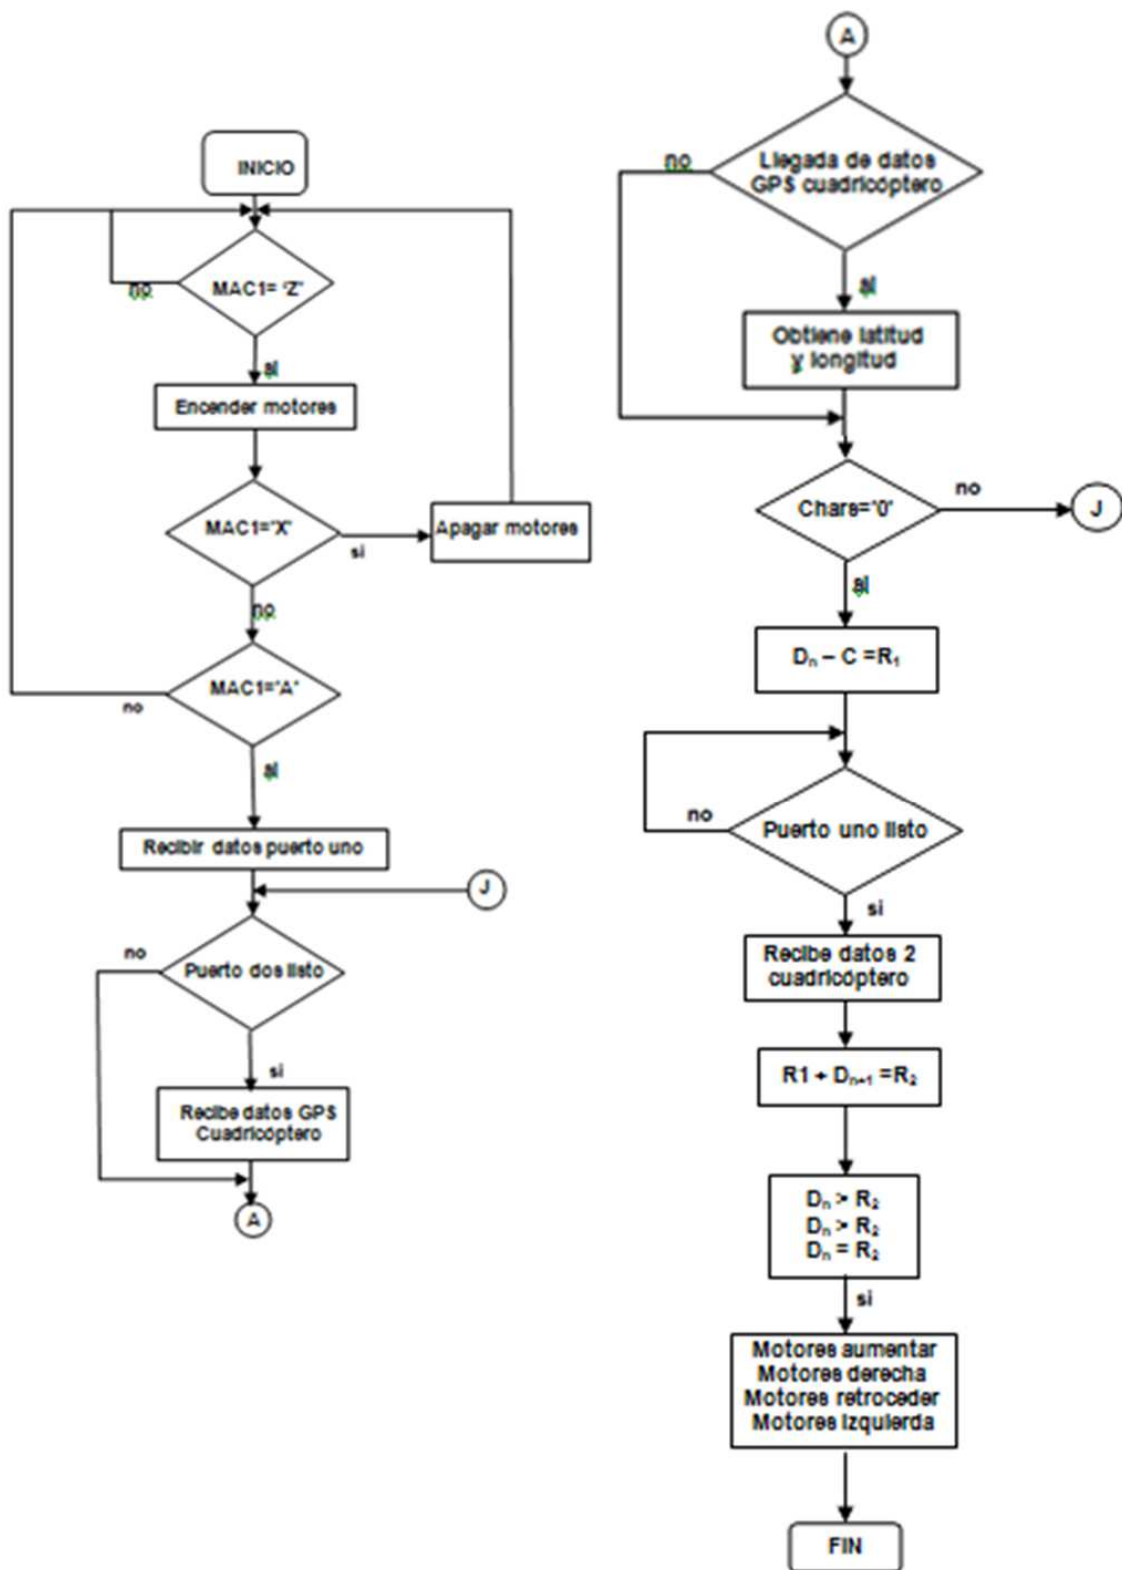 INICIO
MAC1= "Z"
no
si
Encender motores
MAC1="X"
si
Apagar motores
no
MAC1="A"
no
si
Recibir datos puerto uno
J
Puerto dos listo
no
si
Recibe datos GPS
Cuadricóptero
A
A
Llegada de datos
GPS cuadricóptero
no
si
Obtiene latitud
y longitud
Chars="0"
no
J
si
Dₙ – C =R₁
Puerto uno listo
no
si
Recibe datos 2
cuadricóptero
R1 + Dₙ₊₁ =R₂
Dₙ > R₂
Dₙ > R₂
Dₙ = R₂
si
Motores aumentar
Motores derecha
Motores retroceder
Motores izquierda
FIN